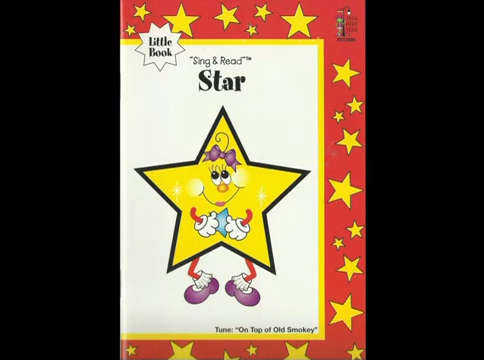 Little
Book
"Sing & Read"™
Star
Tune: "On Top of Old Smokey"